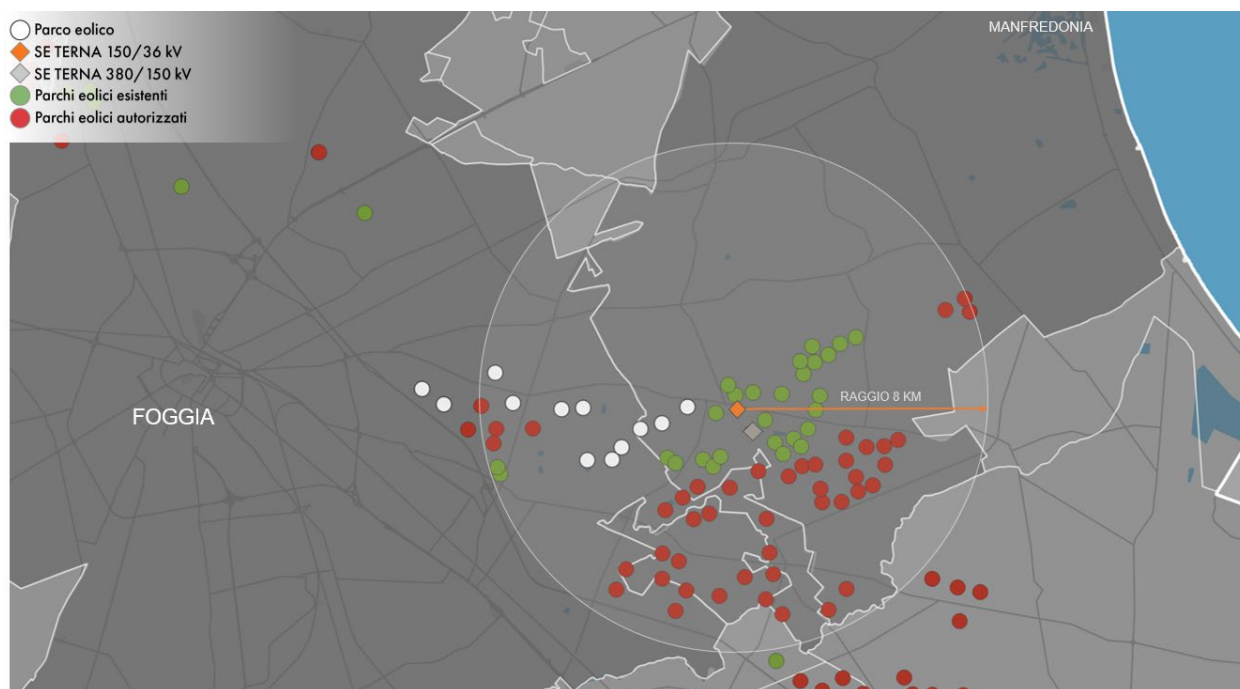 Parco eolico
SE TERNA 150/36 kV
SE TERNA 380/150 kV
Parchi eolici esistenti
Parchi eolici autorizzati
MANFREDONIA
RAGGIO 8 KM
FOGGIA